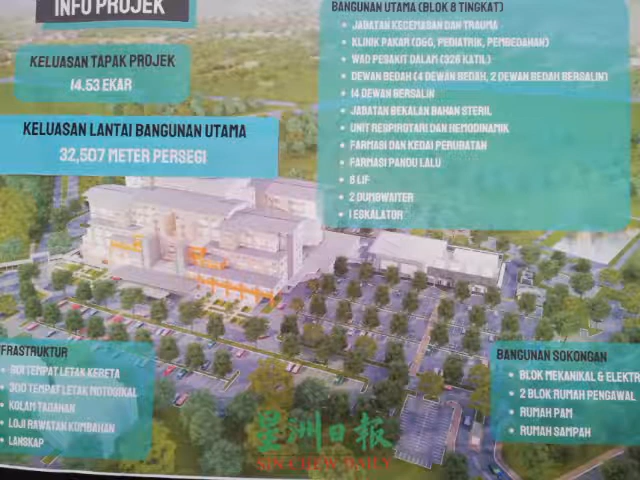 INFO PROJEK
KELUASAN TAPAK PROJEK
14.53 EKAR
KELUASAN LANTAI BANGUNAN UTAMA
32,507 METER PERSEGI
BANGUNAN UTAMA (BLOK 8 TINGKAT)
• JABATAN KECEMASAN DAN TRAUMA
• KLINIK PAKAR (O&G, PEDIATRIK, PEMBEDAHAN)
• WAD PESAKIT DALAM (326 KATIL)
• DEWAN BEDAH (4 DEWAN BEDAH, 2 DEWAN BEDAH BERSALIN)
• 14 DEWAN BERSALIN
• JABATAN BEKALAN BAHAN STERIL
• UNIT RESPIROTARI DAN HEMODINAMIK
• FARMASI DAN KEDAI PERUBATAN
• FARMASI PANDU LALU
• 8 LIF
• 2 DUMBWAITER
• 1 ESKALATOR
NFRASTRUKTUR
• 801 TEMPAT LETAK KERETA
• 300 TEMPAT LETAK MOTOSIKAL
• KOLAM TADAHAN
• LOJI RAWATAN KUMBAHAN
• LANSKAP
BANGUNAN SOKONGAN
• BLOK MEKANIKAL & ELEKTR
• 2 BLOK RUMAH PENGAWAL
• RUMAH PAM
• RUMAH SAMPAH
星洲日报
SIN CHEW DAILY